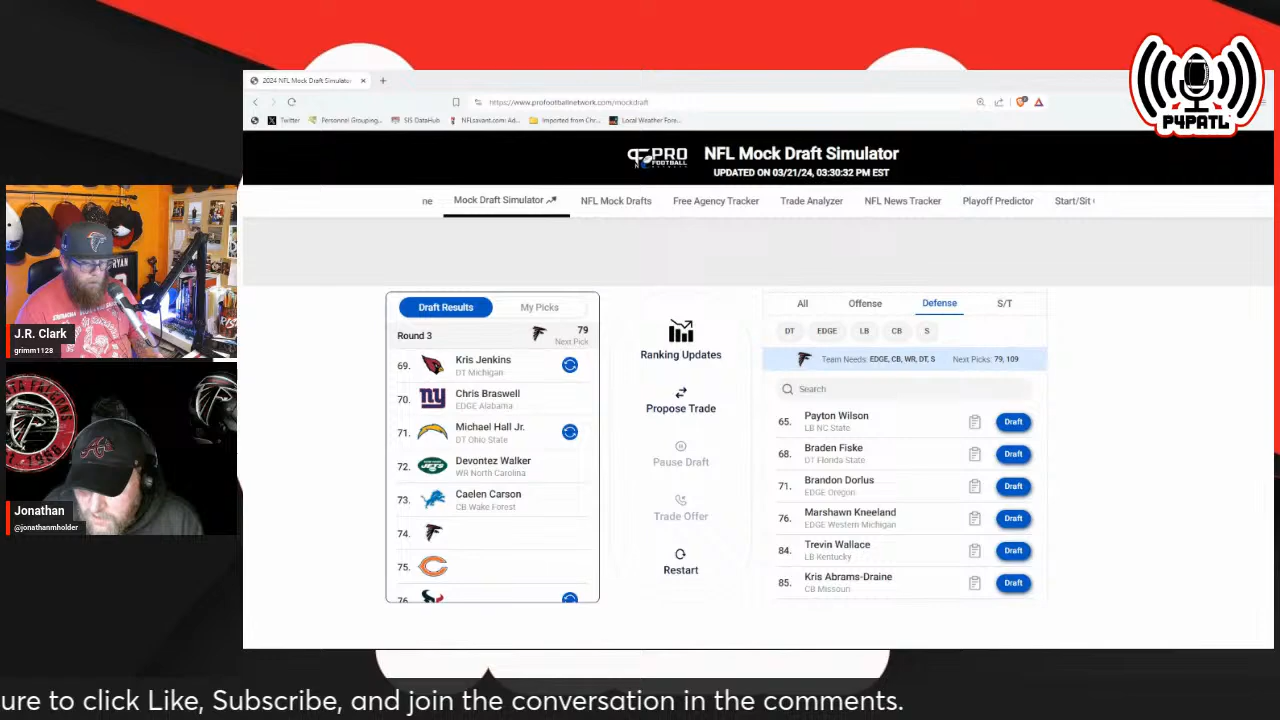 P4PATL
2024 NFL Mock Draft Simulator
https://www.profootballnetwork.com/mockdraft
Twitter
Personnel Grouping...
SIS DataHub
NFLsavant.com: Ad...
Imported from Chr...
Local Weather Fore...
PRO
FOOTBALL
NFL Mock Draft Simulator
UPDATED ON 03/21/24, 03:30:32 PM EST
ne
Mock Draft Simulator
NFL Mock Drafts
Free Agency Tracker
Trade Analyzer
NFL News Tracker
Playoff Predictor
Start/Sit
Draft Results
My Picks
Round 3
79
Next Pick
69.
Kris Jenkins
DT Michigan
70.
Chris Braswell
EDGE Alabama
71.
Michael Hall Jr.
DT Ohio State
72.
Devontez Walker
WR North Carolina
73.
Caelen Carson
CB Wake Forest
74.
75.
76.
Ranking Updates
Propose Trade
Pause Draft
Trade Offer
Restart
All
Offense
Defense
S/T
DT
EDGE
LB
CB
S
Team Needs: EDGE, CB, WR, DT, S
Next Picks: 79, 109
Search
65.
Payton Wilson
LB NC State
Draft
68.
Braden Fiske
DT Florida State
Draft
71.
Brandon Dorlus
EDGE Oregon
Draft
76.
Marshawn Kneeland
EDGE Western Michigan
Draft
84.
Trevin Wallace
LB Kentucky
Draft
85.
Kris Abrams-Draine
CB Missouri
Draft
RYAN
J.R. Clark
grimm1128
Jonathan
@jonathanmholder
ure to click Like, Subscribe, and join the conversation in the comments.